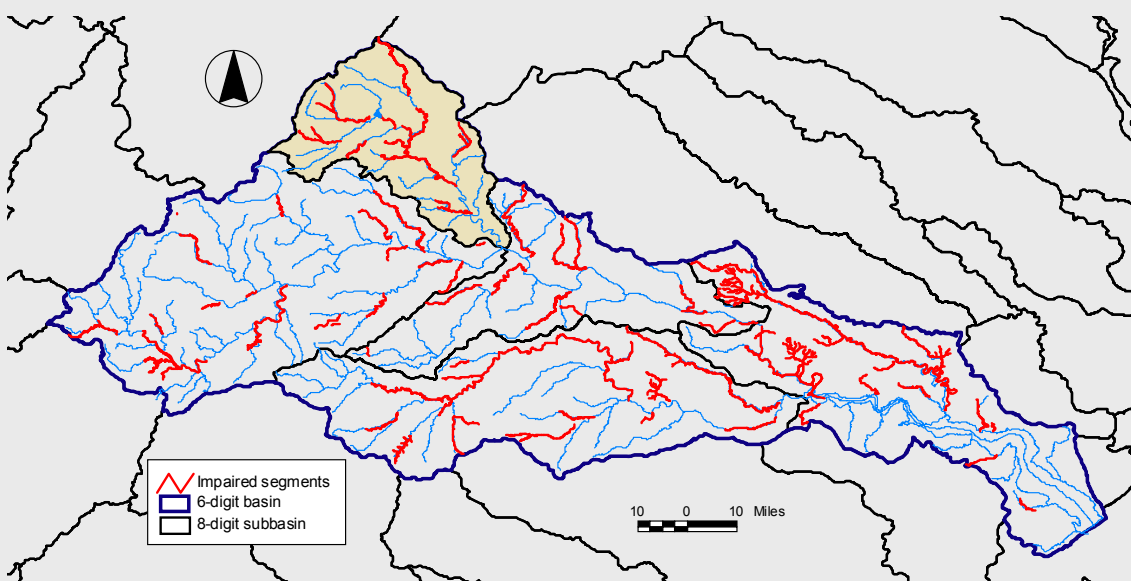 Impaired segments
6-digit basin
8-digit subbasin
10 0 10 Miles